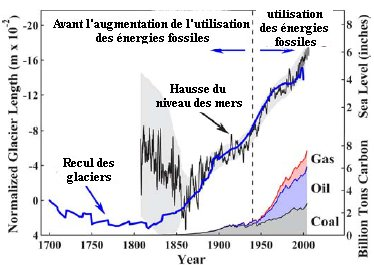 Avant l'augmentation de l'utilisation
des énergies fossiles
utilisation
des énergies
fossiles
Hausse du
niveau des mers
Recul des
glaciers
Gas
Oil
Coal
Normalized Glacier Length (m x 10⁻²)
-20
-16
-12
-8
-4
0
4
Sea Level (inches)
8
6
4
2
0
Billion Tons Carbon
8
6
4
2
0
1700
1750
1800
1850
1900
1950
2000
Year